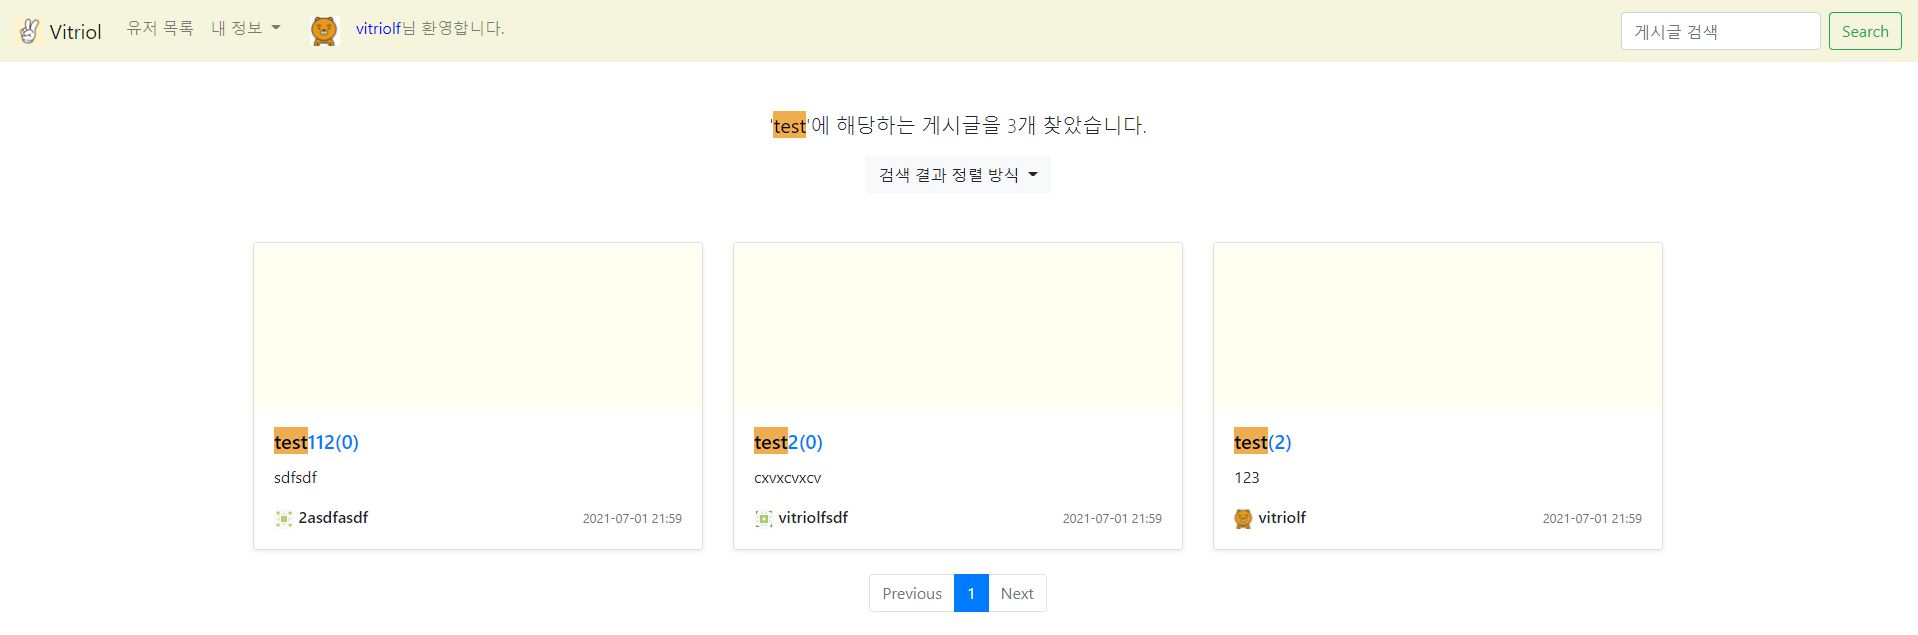 Vitriol 유저 목록 내 정보 vitriolf님 환영합니다. 게시글 검색 Search
'test'에 해당하는 게시글을 3개 찾았습니다.
검색 결과 정렬 방식
test112(0)
sdfsdf
2asdfasdf 2021-07-01 21:59
test2(0)
cxvxcvxcv
vitriolfsdf 2021-07-01 21:59
test(2)
123
vitriolf 2021-07-01 21:59
Previous 1 Next